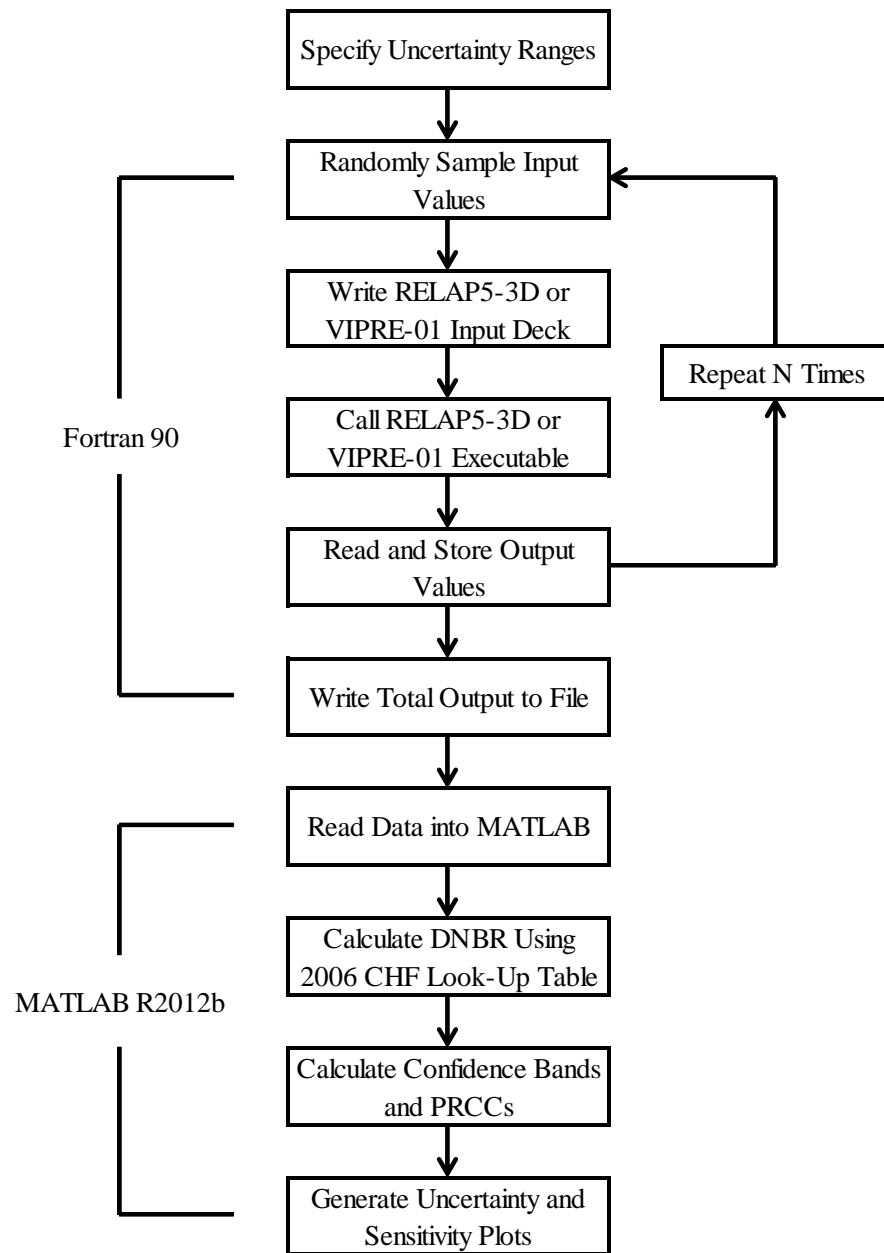 Specify Uncertainty Ranges
Randomly Sample Input
Values
Write RELAP5-3D or
VIPRE-01 Input Deck
Repeat N Times
Call RELAP5-3D or
VIPRE-01 Executable
Fortran 90
Read and Store Output
Values
Write Total Output to File
Read Data into MATLAB
Calculate DNBR Using
2006 CHF Look-Up Table
MATLAB R2012b
Calculate Confidence Bands
and PRCCs
Generate Uncertainty and
Sensitivity Plots